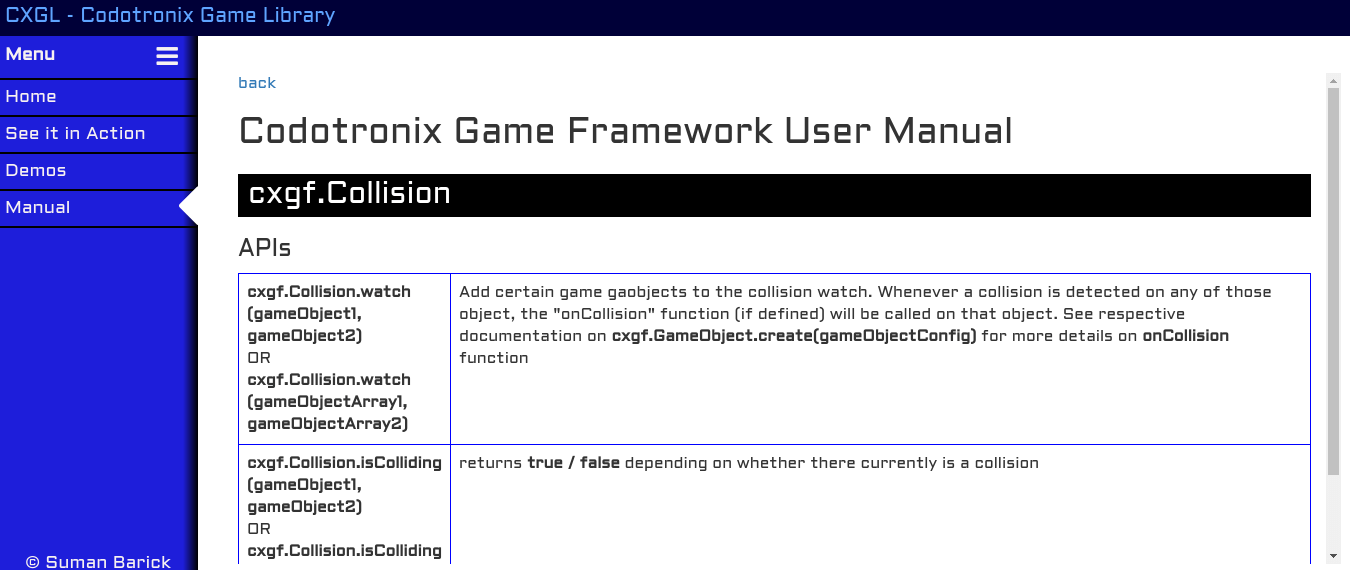 CXGL - Codotronix Game Library
Menu
Home
See it in Action
Demos
Manual
© Suman Barick
back
Codotronix Game Framework User Manual
cxgf.Collision
APIs
cxgf.Collision.watch
(gameObject1,
gameObject2)
OR
cxgf.Collision.watch
(gameObjectArray1,
gameObjectArray2)
Add certain game gaobjects to the collision watch. Whenever a collision is detected on any of those
object, the "onCollision" function (if defined) will be called on that object. See respective
documentation on cxgf.GameObject.create(gameObjectConfig) for more details on onCollision
function
cxgf.Collision.isColliding
(gameObject1,
gameObject2)
OR
cxgf.Collision.isColliding
returns true / false depending on whether there currently is a collision